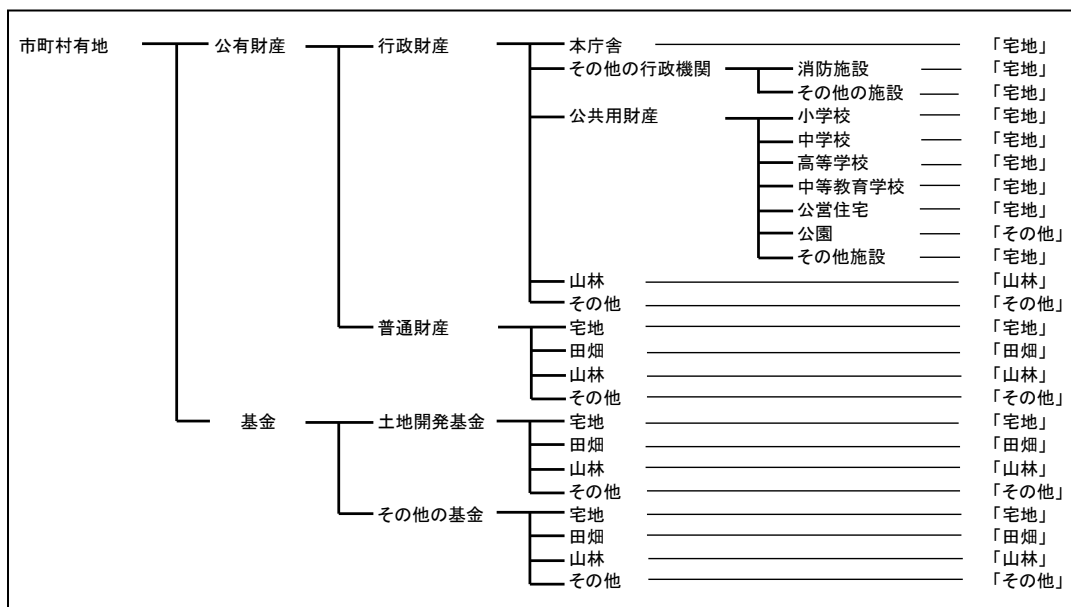 市町村有地 公有財産 行政財産 本庁舎 「宅地」
その他の行政機関 消防施設 「宅地」
その他の施設 「宅地」
公共用財産 小学校 「宅地」
中学校 「宅地」
高等学校 「宅地」
中等教育学校 「宅地」
公営住宅 「宅地」
公園 「その他」
その他施設 「宅地」
山林 「山林」
その他 「その他」
普通財産 宅地 「宅地」
田畑 「田畑」
山林 「山林」
その他 「その他」
基金 土地開発基金 宅地 「宅地」
田畑 「田畑」
山林 「山林」
その他 「その他」
その他の基金 宅地 「宅地」
田畑 「田畑」
山林 「山林」
その他 「その他」